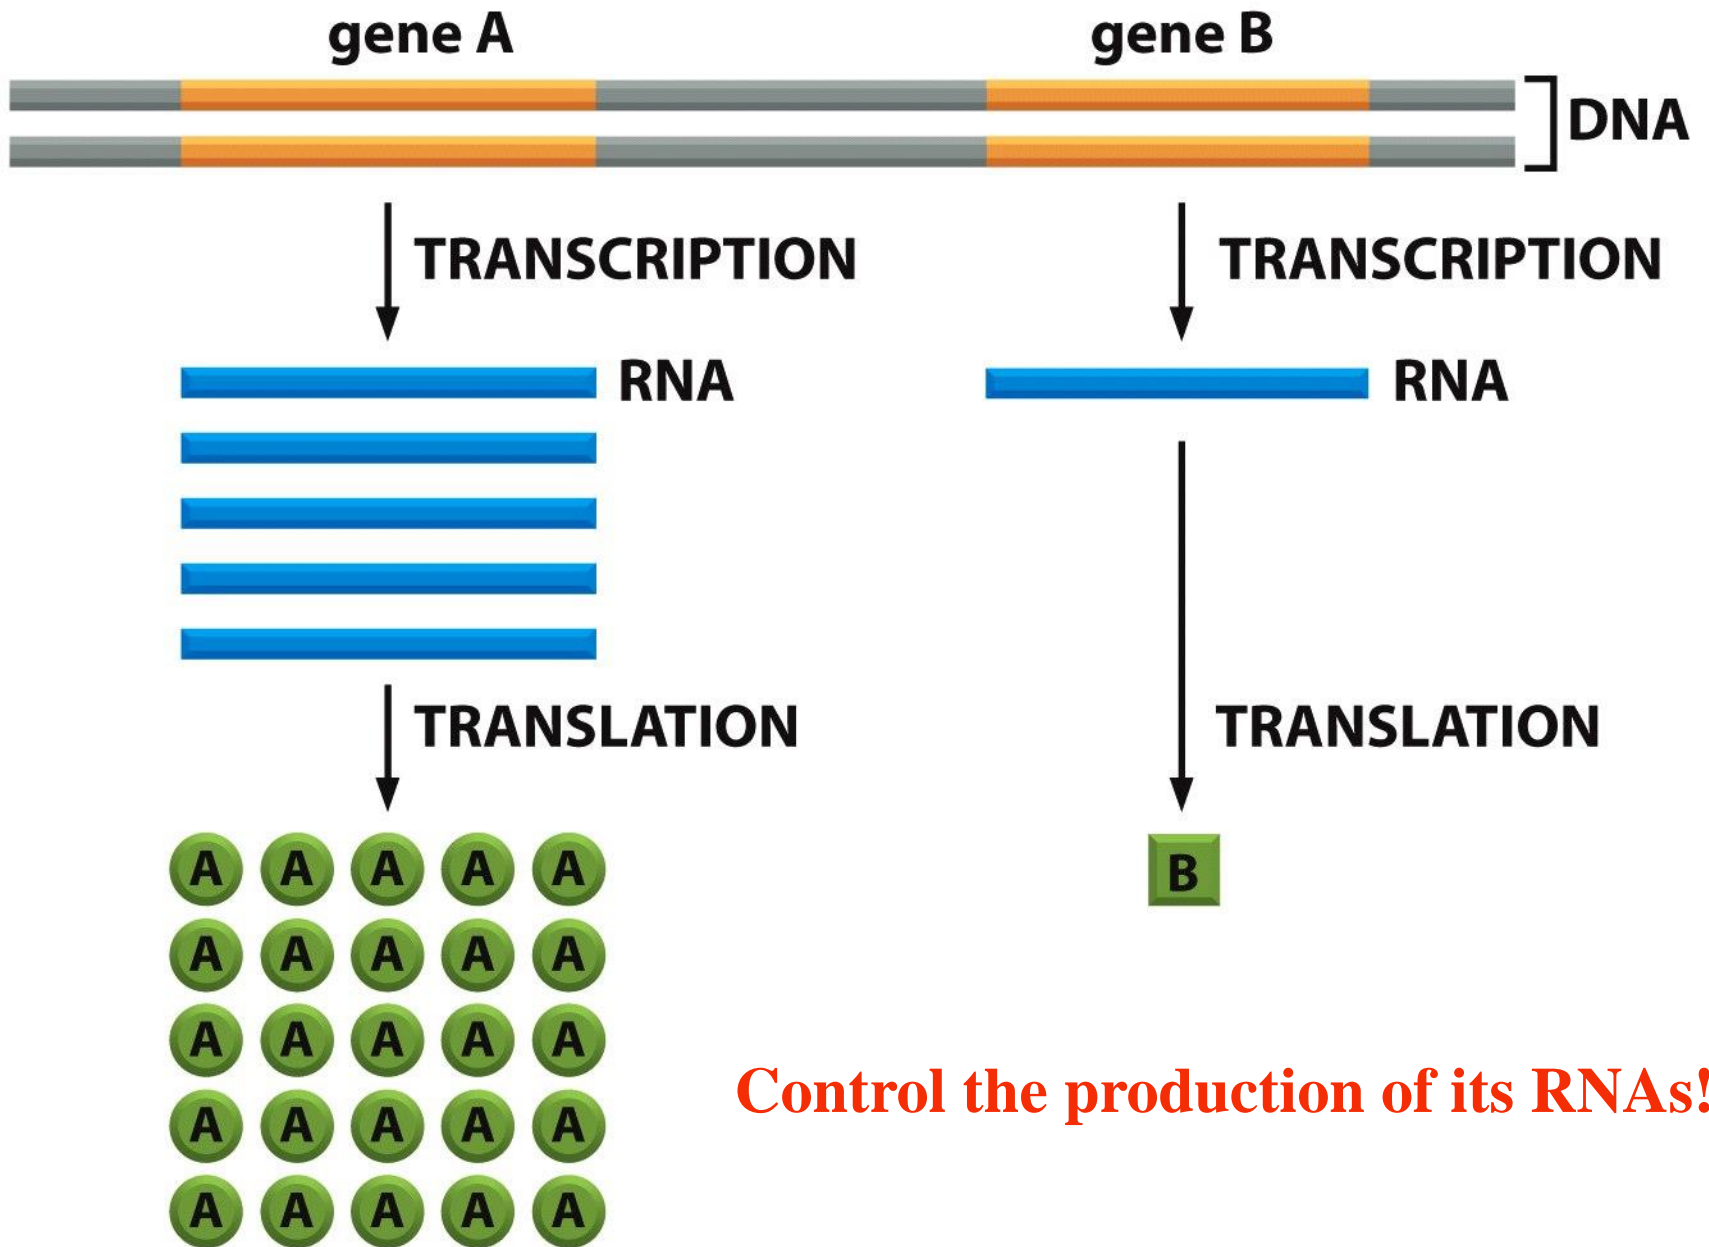 gene A
gene B
DNA
TRANSCRIPTION
TRANSCRIPTION
RNA
RNA
TRANSLATION
TRANSLATION
A A A A A
B
A A A A A
A A A A A
Control the production of its RNAs!
A A A A A
A A A A A